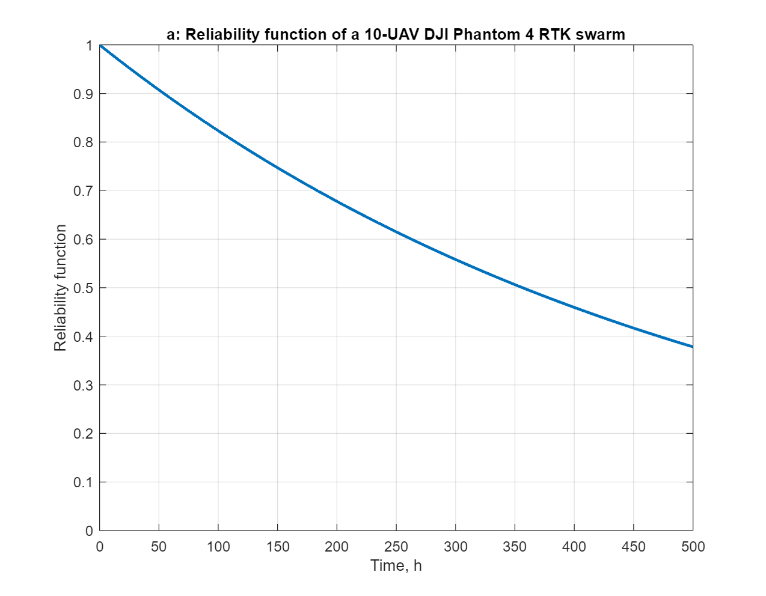 a: Reliability function of a 10-UAV DJI Phantom 4 RTK swarm
1
0.9
0.8
0.7
0.6
0.5
0.4
0.3
0.2
0.1
0
Reliability function
0 50 100 150 200 250 300 350 400 450 500
Time, h